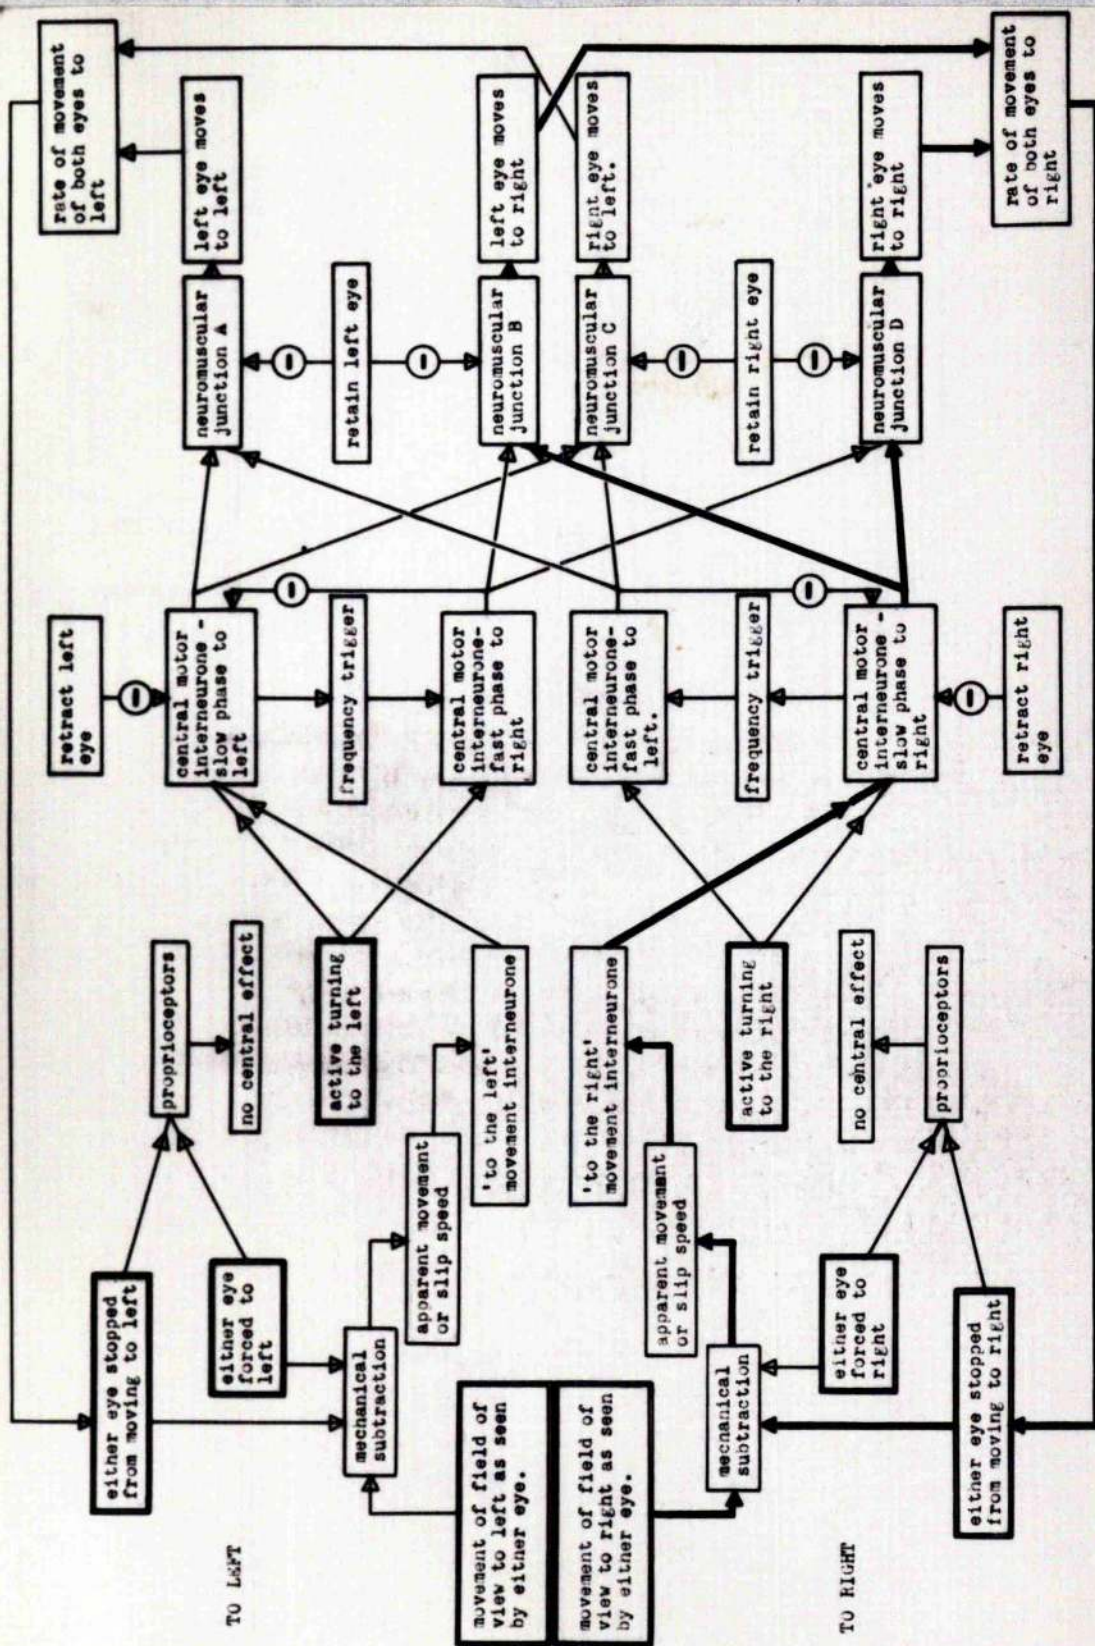 either eye stopped
from moving to left
either eye
forced to
left
proprioceptors
no central effect
retract left
eye
central motor
interneurone -
slow phase to
left
neuromuscular
junction A
left eye moves
to left
rate of movement
of both eyes to
left
TO LEFT
mechanical
subtraction
active turning
to the left
frequency trigger
retain left eye
movement of field of
view to left as seen
by either eye.
apparent movement
or slip speed
'to the left'
movement interneurone
central motor
interneurone-
fast phase to
right
neuromuscular
junction B
left eye moves
to right
movement of field of
view to right as seen
by either eye.
'to the right'
movement interneurone
central motor
interneurone-
fast phase to
left.
neuromuscular
junction C
right eye moves
to left.
apparent movement
or slip speed
mechanical
subtraction
active turning
to the right
frequency trigger
retain right eye
TO RIGHT
either eye
forced to
right
no central effect
central motor
interneurone -
slow phase to
right
neuromuscular
junction D
right eye moves
to right
either eye stopped
from moving to right
proprioceptors
retract right
eye
rate of movement
of both eyes to
right